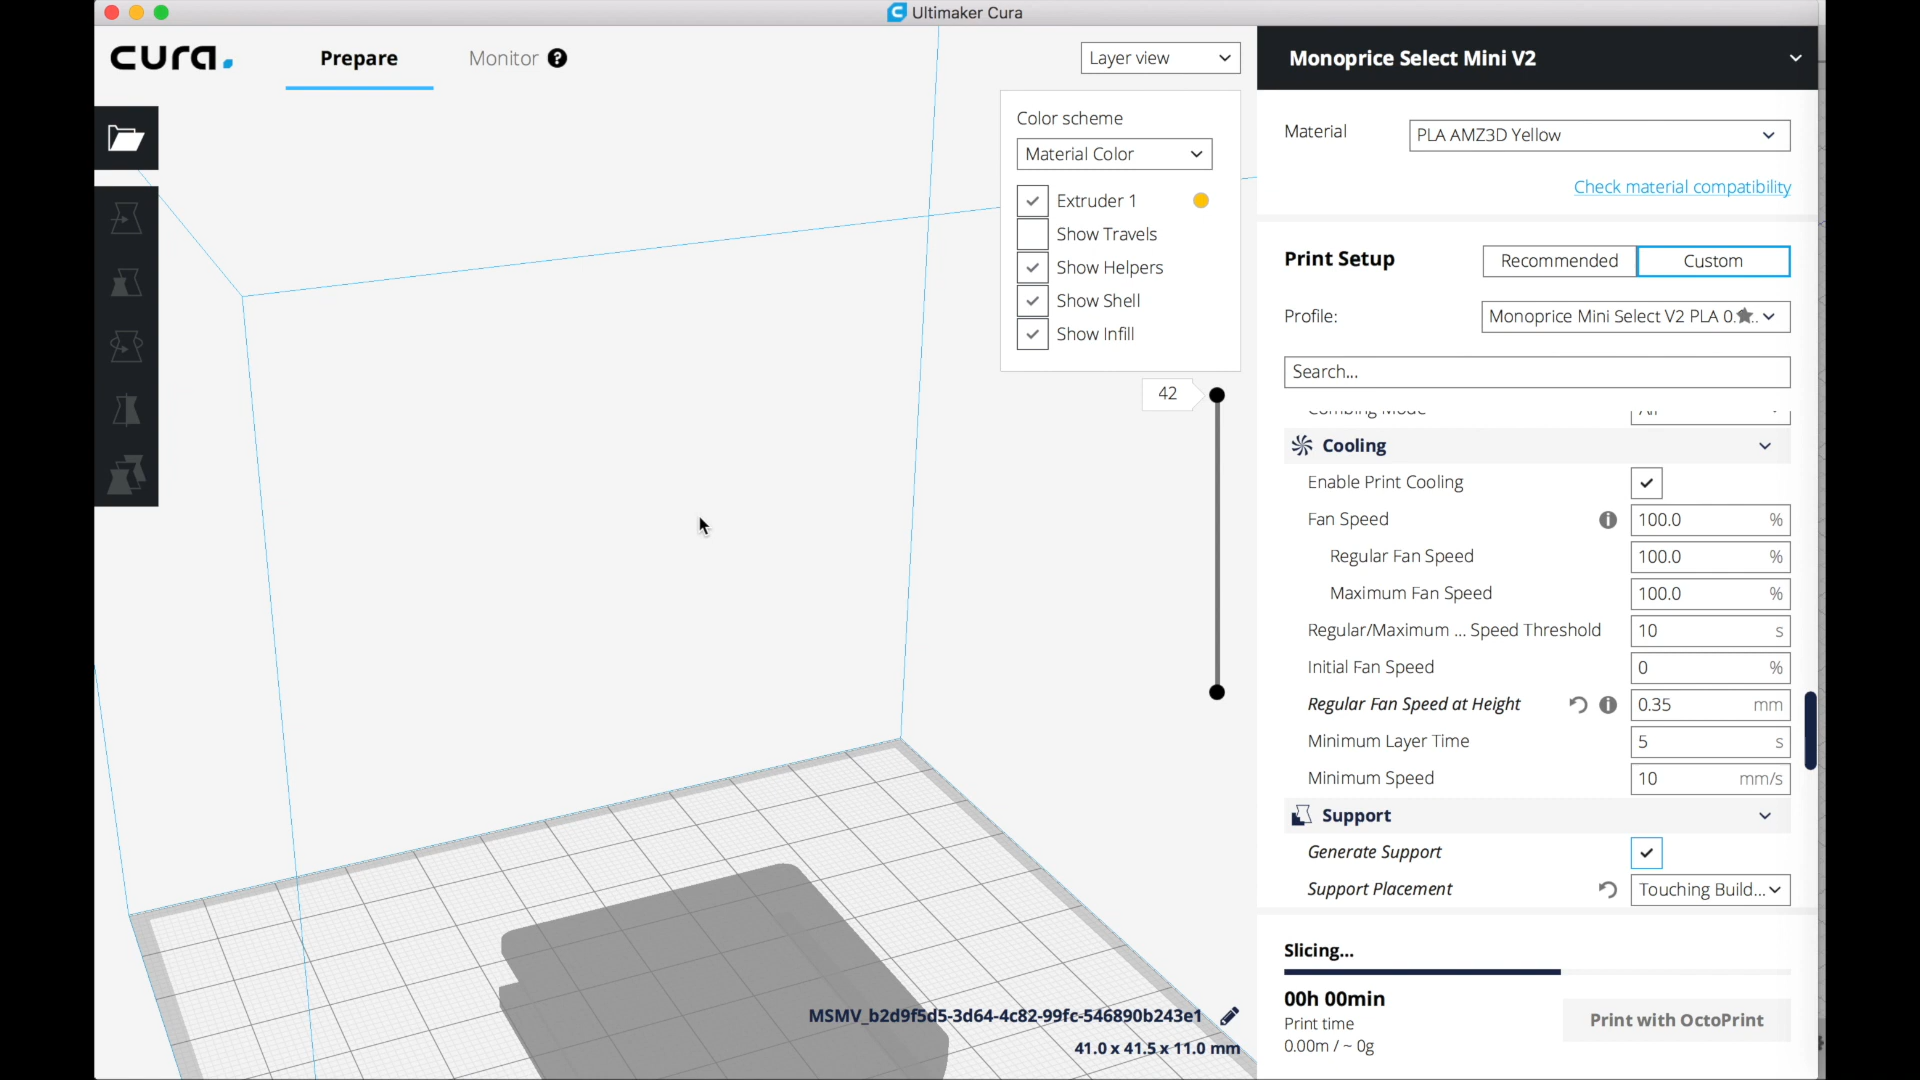 Ultimaker Cura
cura.
Prepare
Monitor ?
Layer view
Color scheme
Material Color
Extruder 1
Show Travels
Show Helpers
Show Shell
Show Infill
42
MSMV_b2d9f5d5-3d64-4c82-99fc-546890b243e1
41.0 x 41.5 x 11.0 mm
Monoprice Select Mini V2
Material
PLA AMZ3D Yellow
Check material compatibility
Print Setup
Recommended
Custom
Profile:
Monoprice Mini Select V2 PLA 0....
Search...
Combing Mode
All
Cooling
Enable Print Cooling
Fan Speed
100.0 %
Regular Fan Speed
100.0 %
Maximum Fan Speed
100.0 %
Regular/Maximum ... Speed Threshold
10 s
Initial Fan Speed
0 %
Regular Fan Speed at Height
0.35 mm
Minimum Layer Time
5 s
Minimum Speed
10 mm/s
Support
Generate Support
Support Placement
Touching Build...
Slicing...
00h 00min
Print time
0.00m / ~ 0g
Print with OctoPrint